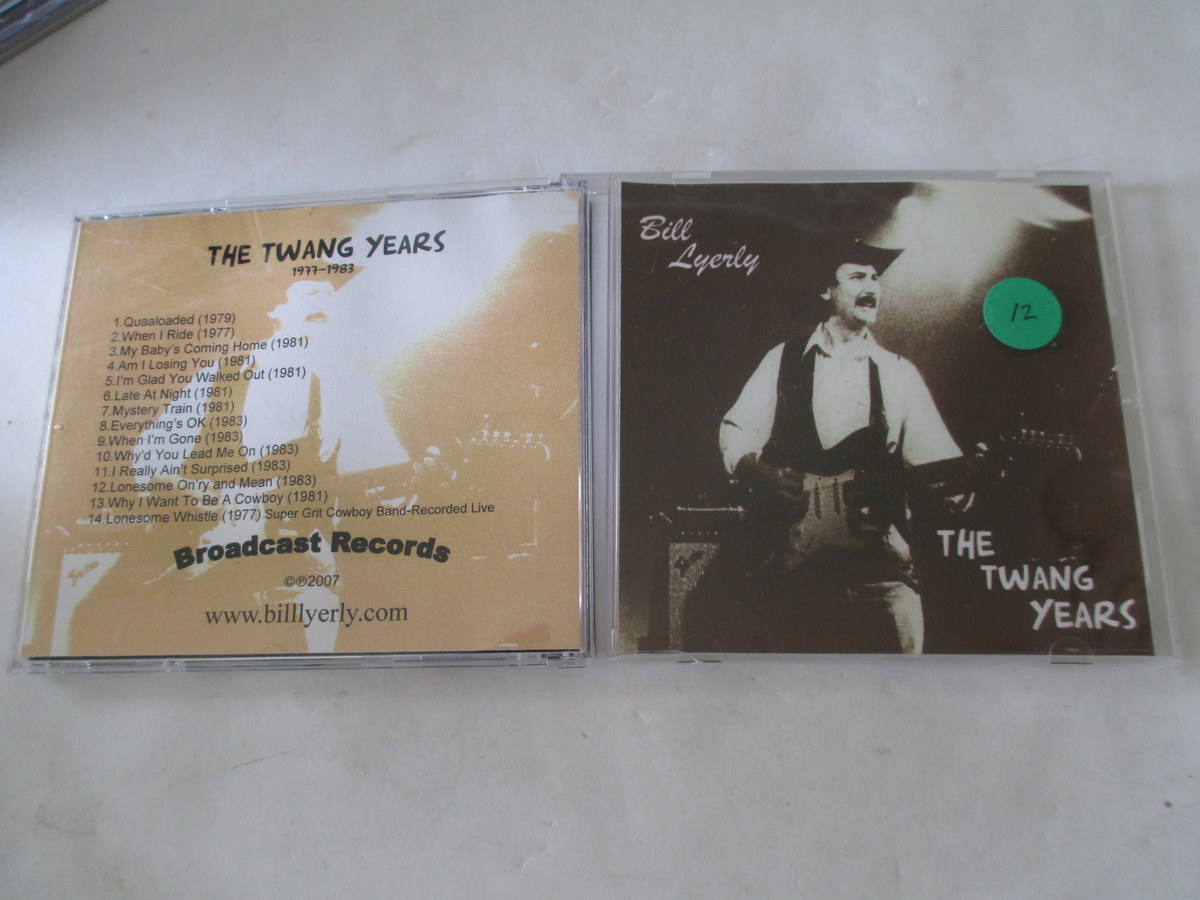 THE TWANG YEARS
1977-1983
1.Quaaloaded (1979)
2.When I Ride (1977)
3.My Baby's Coming Home (1981)
4.Am I Losing You (1981)
5.I'm Glad You Walked Out (1981)
6.Late At Night (1981)
7.Mystery Train (1981)
8.Everything's OK (1983)
9.When I'm Gone (1983)
10.Why'd You Lead Me On (1983)
11.I Really Ain't Surprised (1983)
12.Lonesome On'ry and Mean (1983)
13.Why I Want To Be A Cowboy (1981)
14.Lonesome Whistle (1977) Super Grit Cowboy Band-Recorded Live
Broadcast Records
©℗2007
www.billlyerly.com
Bill
Lyerly
12
THE
TWANG
YEARS